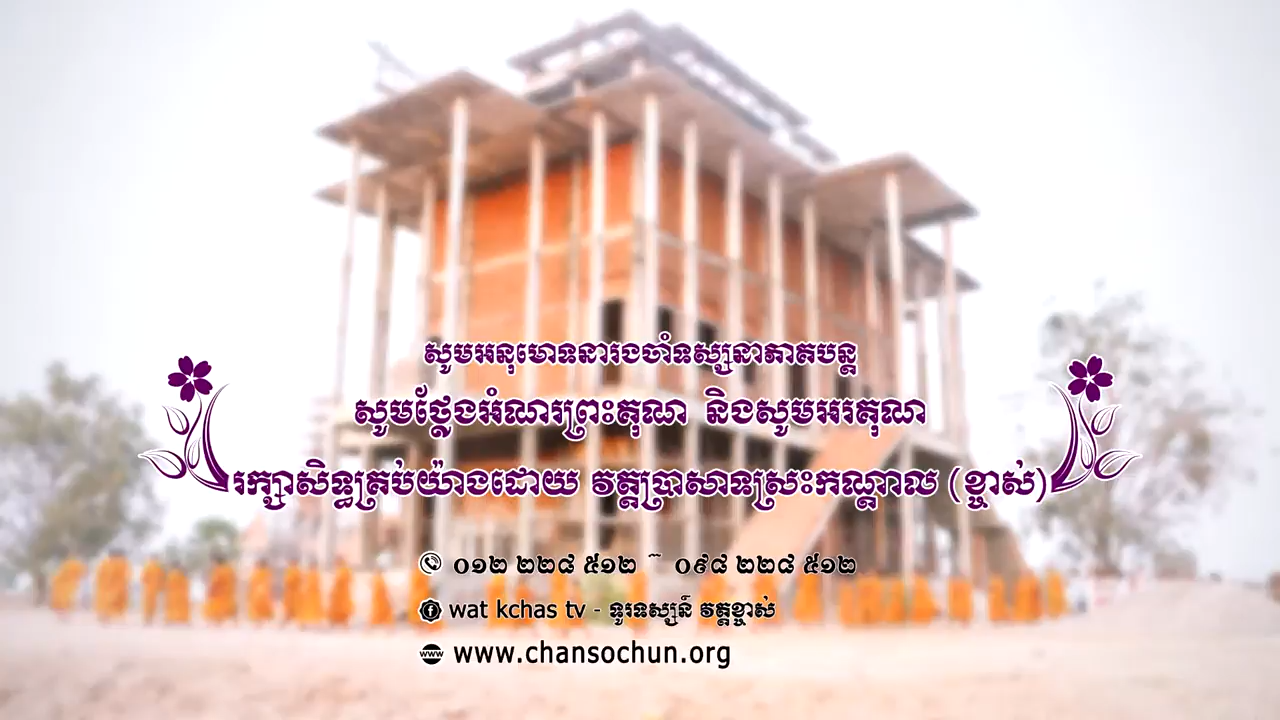 សូមអនុមោទនារងចាំទស្សនាភាគបន្ត
សូមថ្លែងអំណរព្រះគុណ និងសូមអរគុណ
រក្សាសិទ្ធគ្រប់យ៉ាងដោយ វត្តប្រាសាទស្រះកណ្តាល (ខ្ចាស់)
០១២ ២២៨ ៥១២ ~ ០៩៨ ២២៨ ៥១២
wat kchas tv - ទូរទស្សន៍ វត្តខ្ចាស់
www.chansochun.org